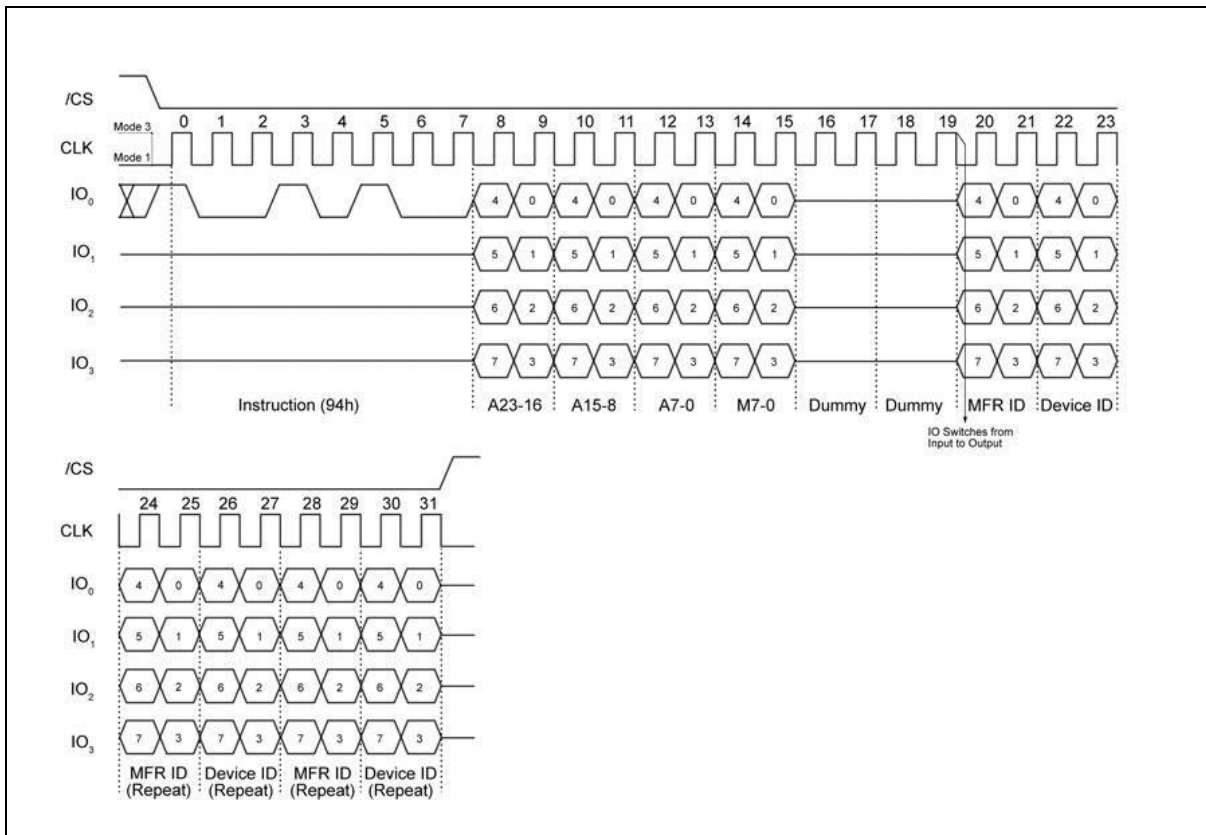 /CS
Mode 3
0 1 2 3 4 5 6 7 8 9 10 11 12 13 14 15 16 17 18 19 20 21 22 23
CLK
Mode 1
IO0 4 0 4 0 4 0 4 0 4 0 4 0
IO1 5 1 5 1 5 1 5 1 5 1 5 1
IO2 6 2 6 2 6 2 6 2 6 2 6 2
IO3 7 3 7 3 7 3 7 3 7 3 7 3
Instruction (94h) A23-16 A15-8 A7-0 M7-0 Dummy Dummy MFR ID Device ID
IO Switches from
Input to Output
/CS
24 25 26 27 28 29 30 31
CLK
IO0 4 0 4 0 4 0 4 0
IO1 5 1 5 1 5 1 5 1
IO2 6 2 6 2 6 2 6 2
IO3 7 3 7 3 7 3 7 3
MFR ID Device ID MFR ID Device ID
(Repeat) (Repeat) (Repeat) (Repeat)